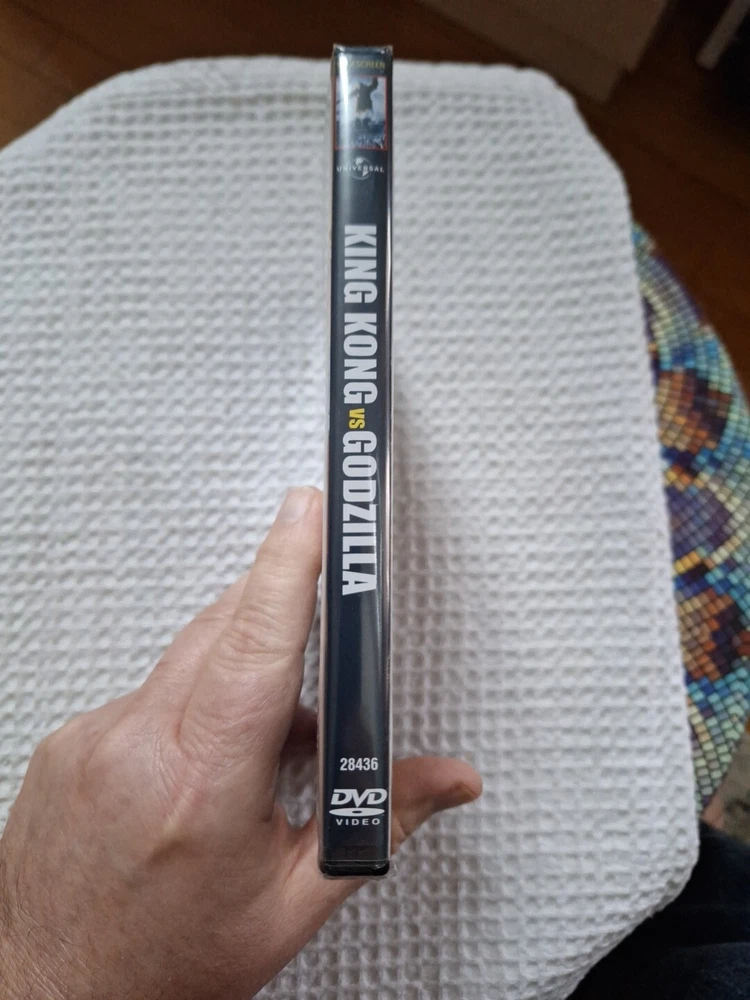 UNIVERSAL
KING KONG vs GODZILLA
28436
DVD
VIDEO